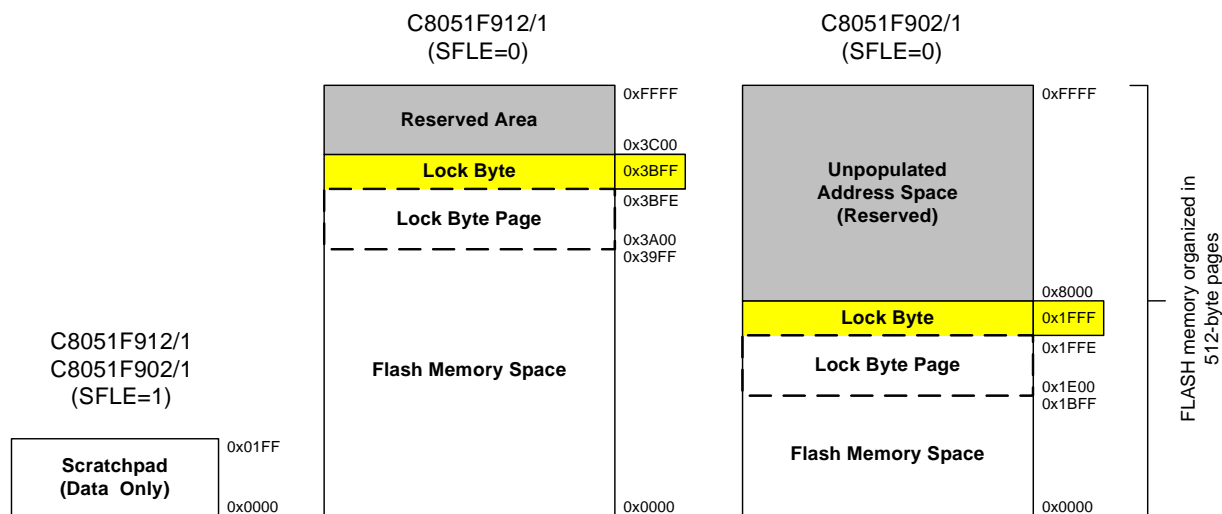 C8051F912/1
(SFLE=0)
0xFFFF
Reserved Area
0x3C00
Lock Byte
0x3BFF
0x3BFE
Lock Byte Page
0x3A00
0x39FF
Flash Memory Space
0x0000
C8051F902/1
(SFLE=0)
0xFFFF
Unpopulated
Address Space
(Reserved)
0x8000
Lock Byte
0x1FFF
0x1FFE
Lock Byte Page
0x1E00
0x1BFF
Flash Memory Space
0x0000
FLASH memory organized in
512-byte pages
C8051F912/1
C8051F902/1
(SFLE=1)
0x01FF
Scratchpad
(Data Only)
0x0000